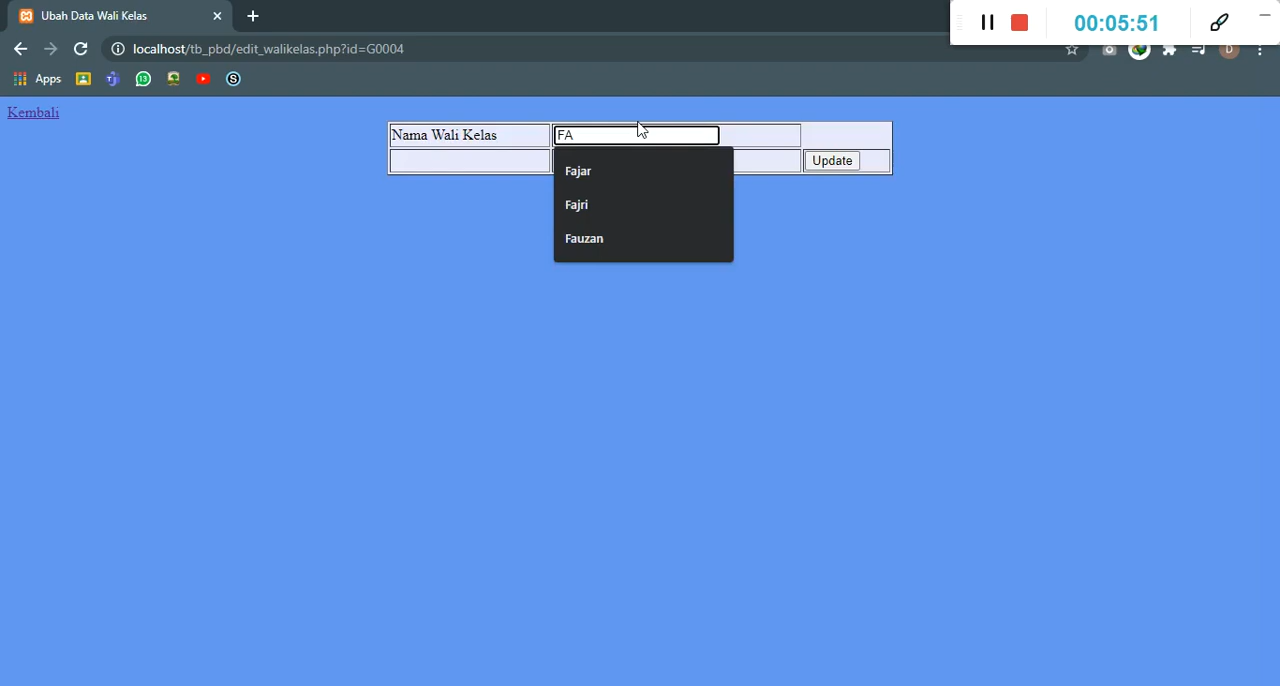 Ubah Data Wali Kelas
00:05:51
localhost/tb_pbd/edit_walikelas.php?id=G0004
D
Apps
13
S
Kembali
Nama Wali Kelas FA
Update
Fajar
Fajri
Fauzan